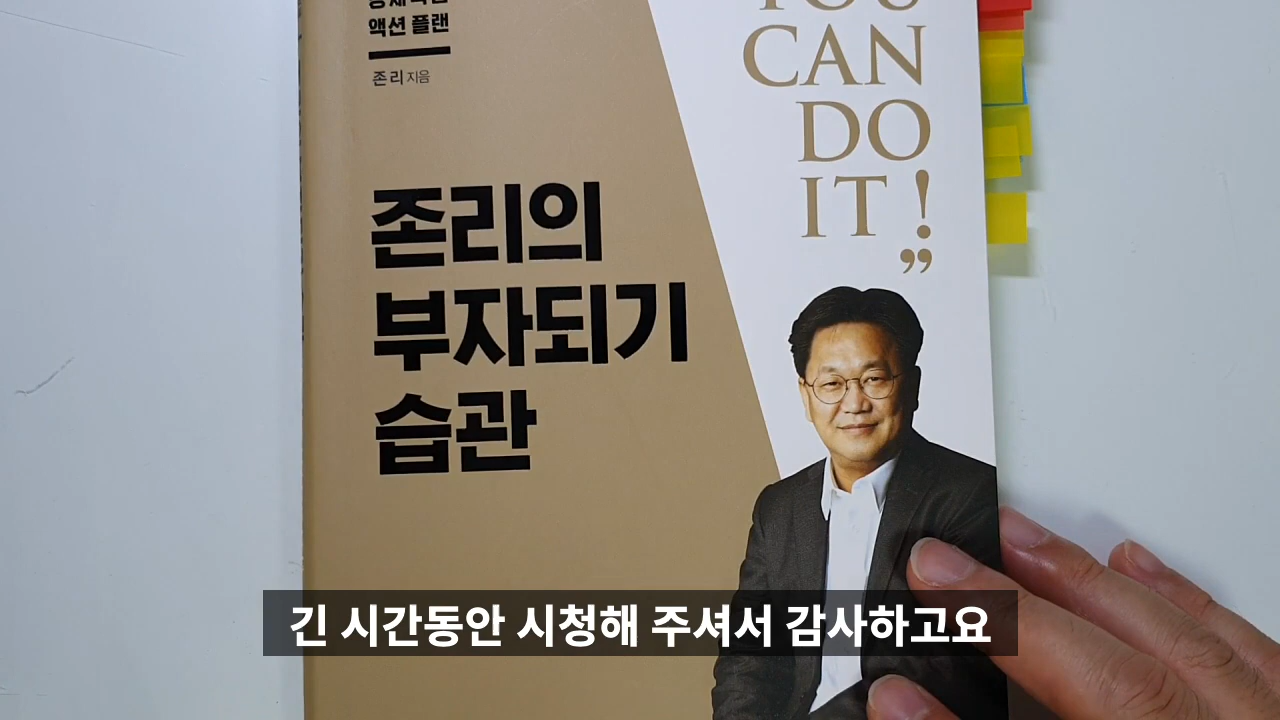 액션 플랜
존 리 지음
YOU
CAN
DO
IT!
”
존리의
부자되기
습관
긴 시간동안 시청해 주셔서 감사하고요